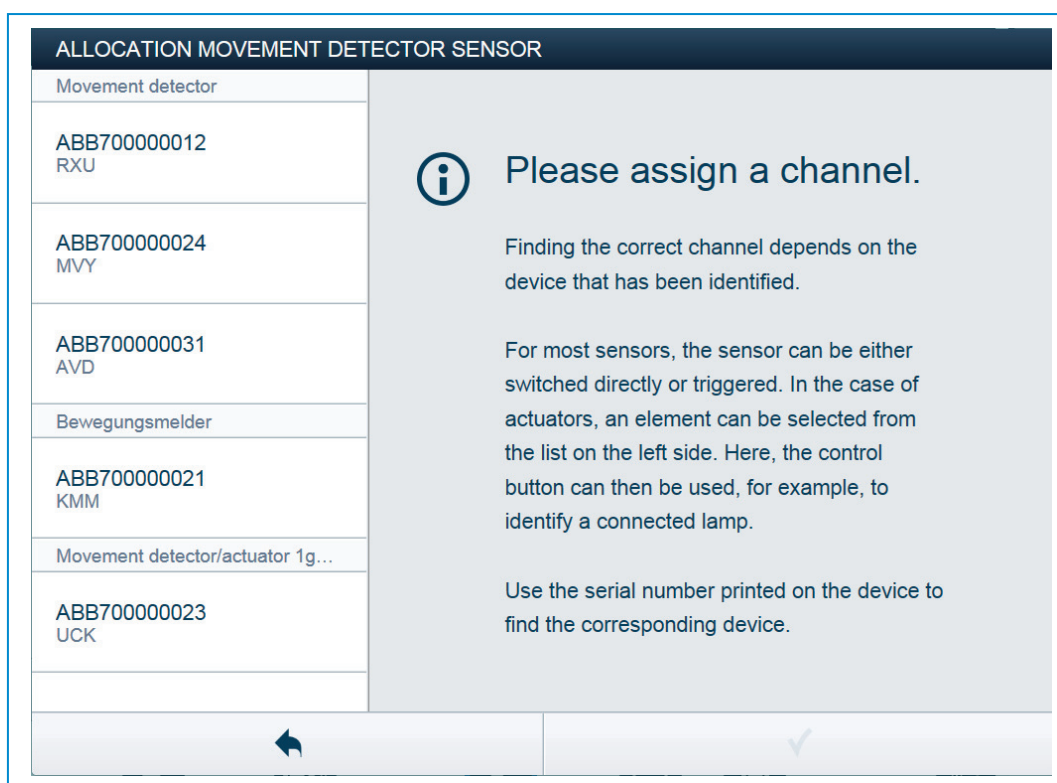 ALLOCATION MOVEMENT DETECTOR SENSOR
Movement detector
ABB700000012
RXU
ABB700000024
MVY
ABB700000031
AVD
Bewegungsmelder
ABB700000021
KMM
Movement detector/actuator 1g...
ABB700000023
UCK
Please assign a channel.
Finding the correct channel depends on the
device that has been identified.
For most sensors, the sensor can be either
switched directly or triggered. In the case of
actuators, an element can be selected from
the list on the left side. Here, the control
button can then be used, for example, to
identify a connected lamp.
Use the serial number printed on the device to
find the corresponding device.